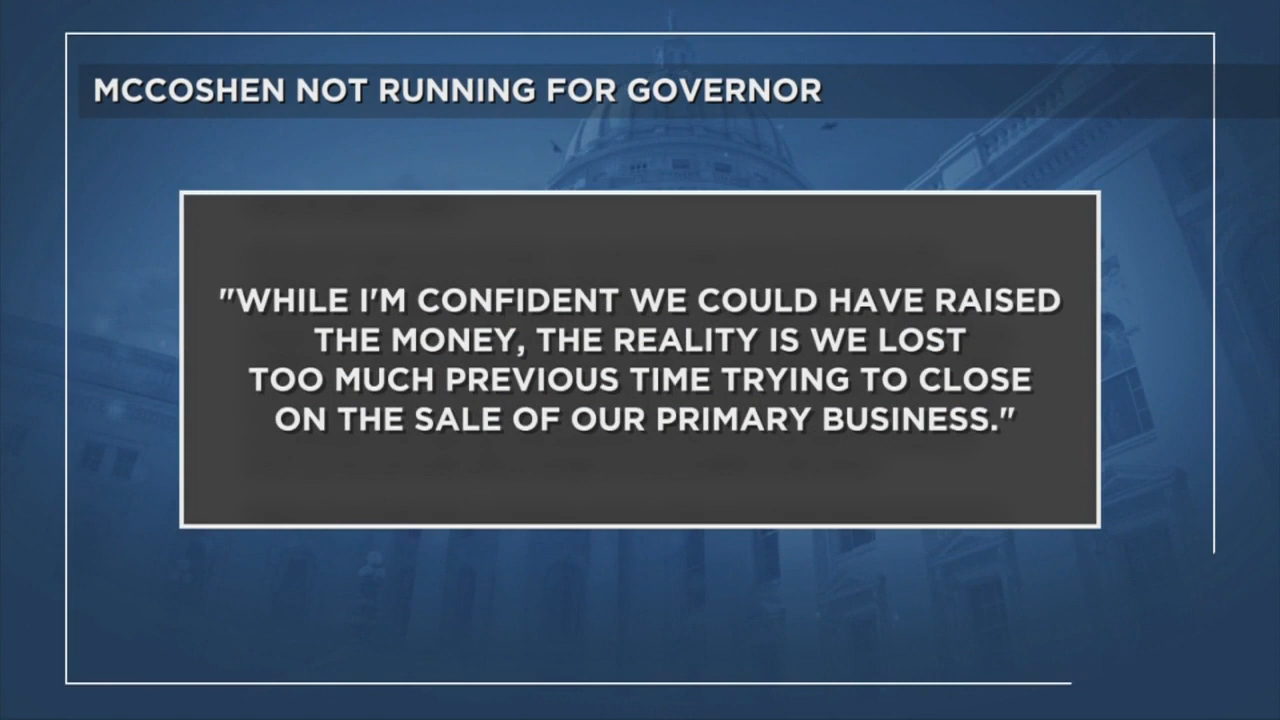 MCCOSHEN NOT RUNNING FOR GOVERNOR
"WHILE I'M CONFIDENT WE COULD HAVE RAISED
THE MONEY, THE REALITY IS WE LOST
TOO MUCH PREVIOUS TIME TRYING TO CLOSE
ON THE SALE OF OUR PRIMARY BUSINESS."